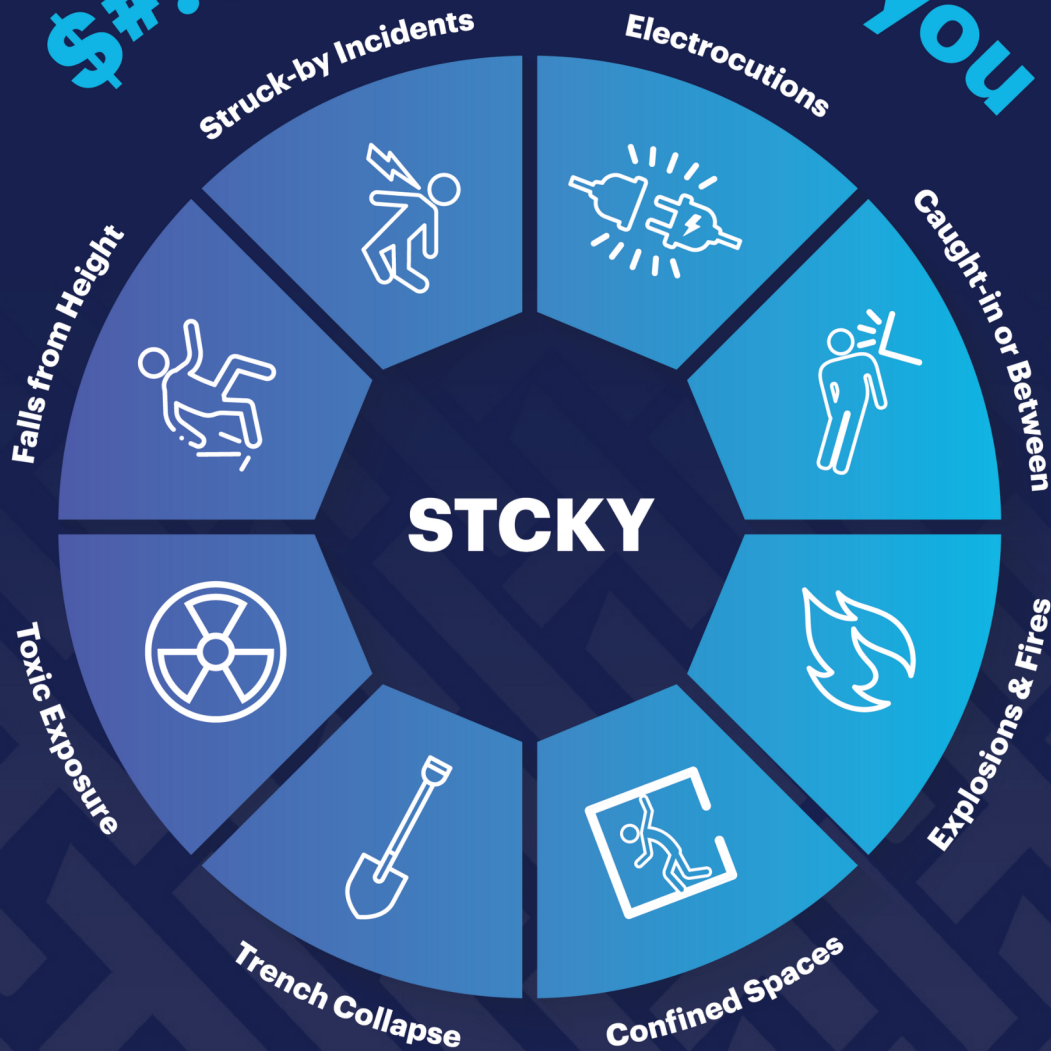 $#!
you
Struck-by Incidents
Electrocutions
Caught-in or Between
Explosions & Fires
Confined Spaces
Trench Collapse
Toxic Exposure
Falls from Height
STCKY